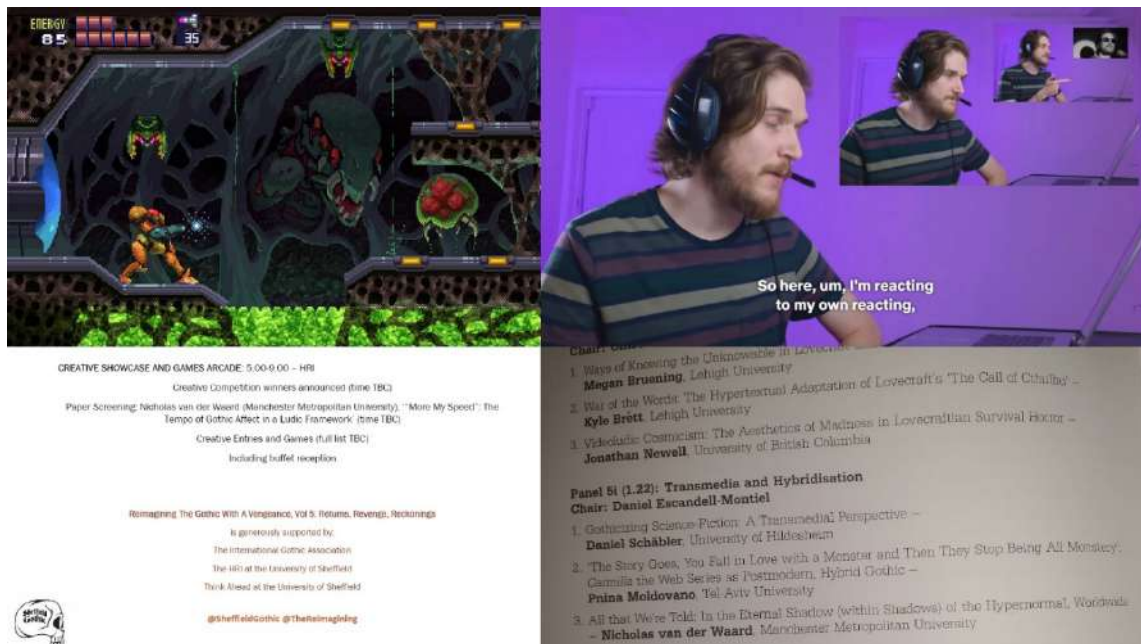 ENERGY
85
35
So here, um, I'm reacting
to my own reacting,
CREATIVE SHOWCASE AND GAMES ARCADE: 5.00-9.00 – HRI
Creative Competition winners announced (time TBC)
Paper Screening: Nicholas van der Waard (Manchester Metropolitan University), '"More My Speed": The
Tempo of Gothic Affect in a Ludic Framework' (time TBC)
Creative Entries and Games (full list TBC)
Including buffet reception
Reimagining The Gothic With A Vengeance, Vol 5: Returns, Revenge, Reckonings
is generously supported by:
The International Gothic Association
The HRI at the University of Sheffield
Think Ahead at the University of Sheffield
@SheffieldGothic @TheReimagining
Sheffield
Gothic
Chair:
1. Ways of Knowing the Unknowable in
Megan Bruening, Lehigh University
2. War of the Words: The Hypertextual Adaptation of Lovecraft's "The Call of Cthulhu" –
Kyle Brett, Lehigh University
3. Videoludic Cosmicism: The Aesthetics of Madness in Lovecraftian Survival Horror –
Jonathan Newell, University of British Columbia
Panel 5i (1.22): Transmedia and Hybridisation
Chair: Daniel Escandell-Montiel
1. Gothicizing Science-Fiction: A Transmedial Perspective –
Daniel Schäbler, University of Hildesheim
2. 'The Story Goes, You Fall in Love with a Monster and Then They Stop Being All Monstery':
Carmilla the Web Series as Postmodern, Hybrid Gothic –
Pnina Moldovano, Tel Aviv University
3. All that We're Told: In the Eternal Shadow (within Shadows) of the Hypernormal, Worldwide
– Nicholas van der Waard, Manchester Metropolitan University